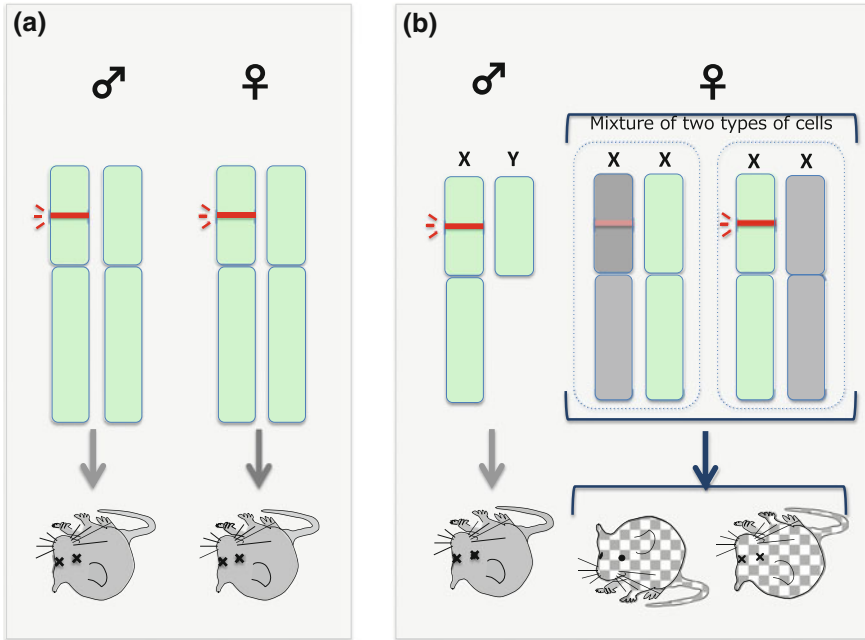 (a)
(b)
♂ ♀
♂ ♀
Mixture of two types of cells
X Y X X X X